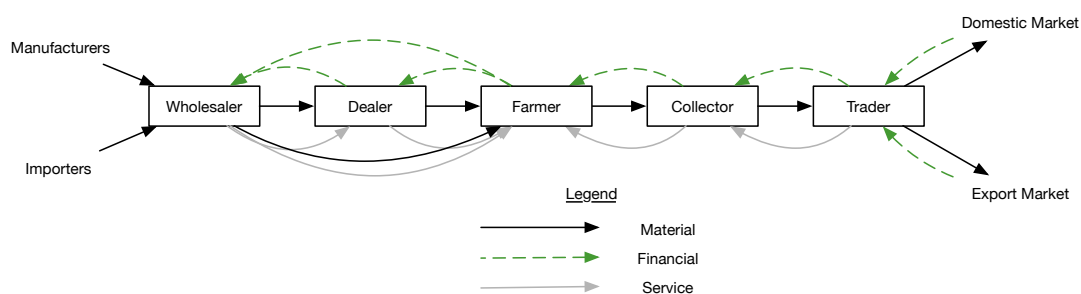 Domestic Market
Manufacturers
Wholesaler
Dealer
Farmer
Collector
Trader
Importers
Export Market
Legend
Material
Financial
Service